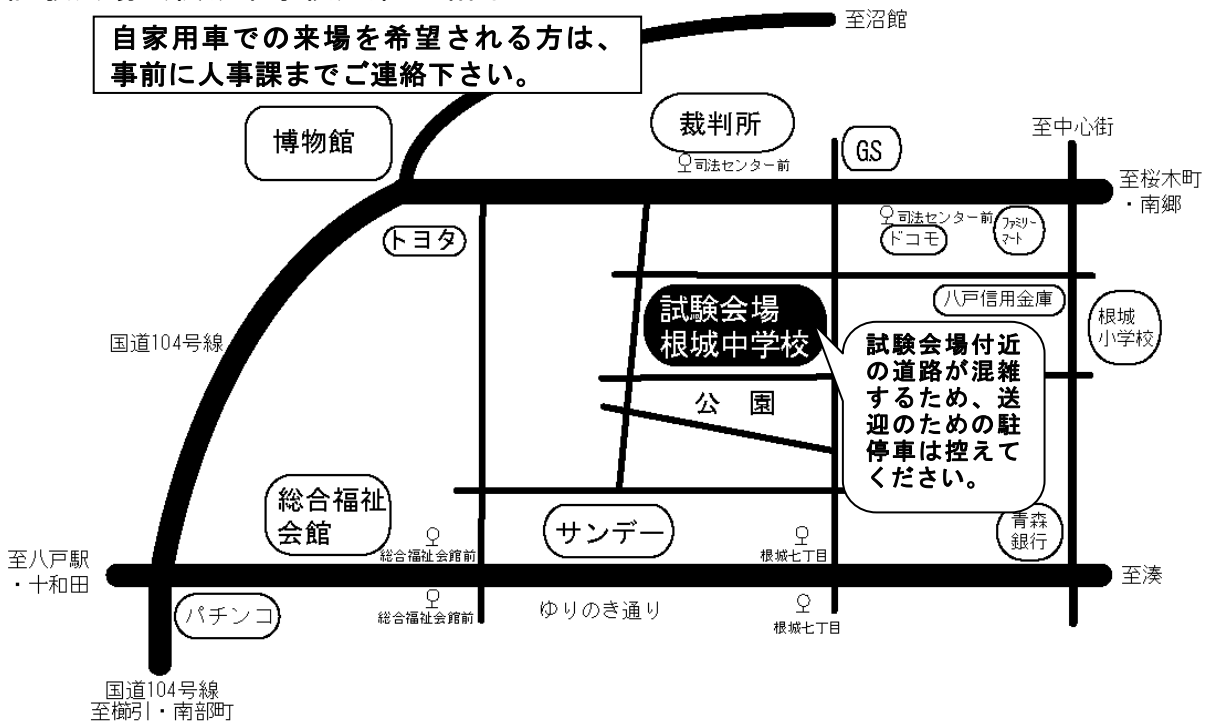 至沼館
自家用車での来場を希望される方は、
事前に人事課までご連絡下さい。
博物館
裁判所
司法センター前
G.S
至中心街
至桜木町
・南郷
トヨタ
司法センター前
ドコモ
ファミリー
マート
八戸信用金庫
試験会場
根城中学校
根城
小学校
国道104号線
試験会場付近
の道路が混雑
するため、送
迎のための駐
停車は控えて
ください。
公 園
総合福祉
会館
サンデー
青森
銀行
総合福祉会館前
根城七丁目
至八戸駅
・十和田
至湊
パチンコ
総合福祉会館前
ゆりのき通り
根城七丁目
国道104号線
至櫛引・南部町